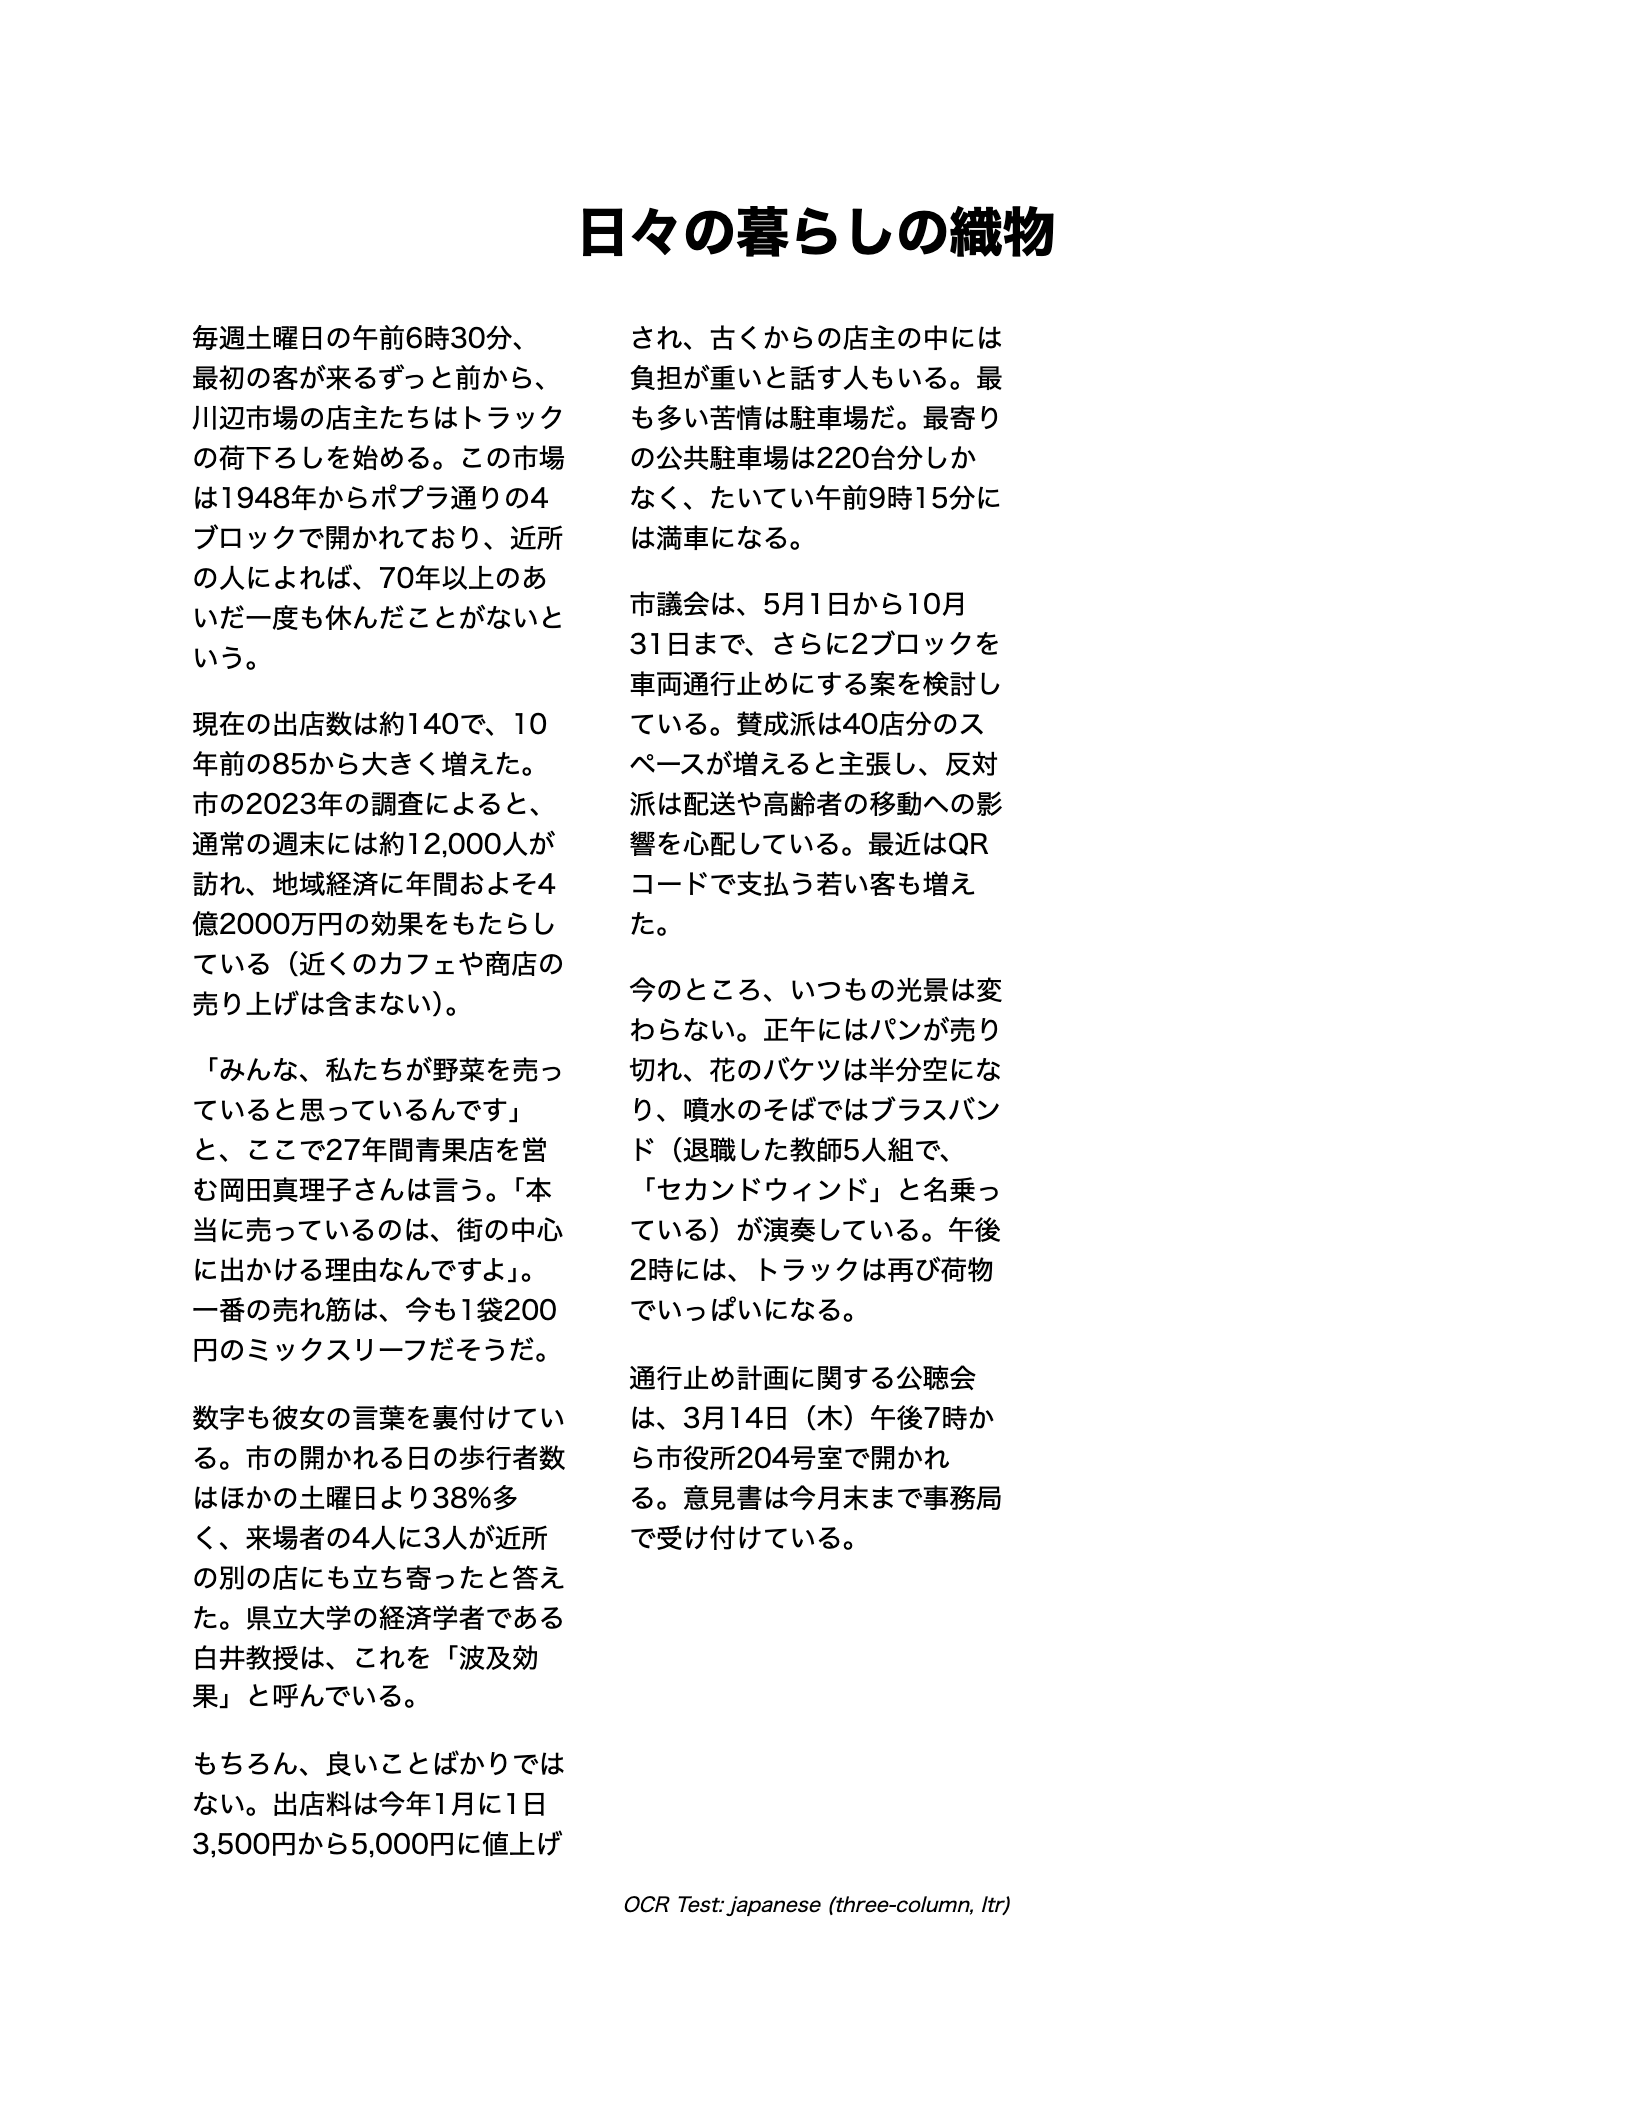 日々の暮らしの織物
毎週土曜日の午前6時30分、
最初の客が来るずっと前から、
川辺市場の店主たちはトラック
の荷下ろしを始める。この市場
は1948年からポプラ通りの4
ブロックで開かれており、近所
の人によれば、70年以上のあ
いだ一度も休んだことがないと
いう。
現在の出店数は約140で、10
年前の85から大きく増えた。
市の2023年の調査によると、
通常の週末には約12,000人が
訪れ、地域経済に年間およそ4
億2000万円の効果をもたらし
ている（近くのカフェや商店の
売り上げは含まない）。
「みんな、私たちが野菜を売っ
ていると思っているんです」
と、ここで27年間青果店を営
む岡田真理子さんは言う。「本
当に売っているのは、街の中心
に出かける理由なんですよ」。
一番の売れ筋は、今も1袋200
円のミックスリーフだそうだ。
数字も彼女の言葉を裏付けてい
る。市の開かれる日の歩行者数
はほかの土曜日より38%多
く、来場者の4人に3人が近所
の別の店にも立ち寄ったと答え
た。県立大学の経済学者である
白井教授は、これを「波及効
果」と呼んでいる。
もちろん、良いことばかりでは
ない。出店料は今年1月に1日
3,500円から5,000円に値上げ
され、古くからの店主の中には
負担が重いと話す人もいる。最
も多い苦情は駐車場だ。最寄り
の公共駐車場は220台分しか
なく、たいてい午前9時15分に
は満車になる。
市議会は、5月1日から10月
31日まで、さらに2ブロックを
車両通行止めにする案を検討し
ている。賛成派は40店分のス
ペースが増えると主張し、反対
派は配送や高齢者の移動への影
響を心配している。最近はQR
コードで支払う若い客も増え
た。
今のところ、いつもの光景は変
わらない。正午にはパンが売り
切れ、花のバケツは半分空にな
り、噴水のそばではブラスバン
ド（退職した教師5人組で、
「セカンドウィンド」と名乗っ
ている）が演奏している。午後
2時には、トラックは再び荷物
でいっぱいになる。
通行止め計画に関する公聴会
は、3月14日（木）午後7時か
ら市役所204号室で開かれ
る。意見書は今月末まで事務局
で受け付けている。
OCR Test: japanese (three-column, ltr)